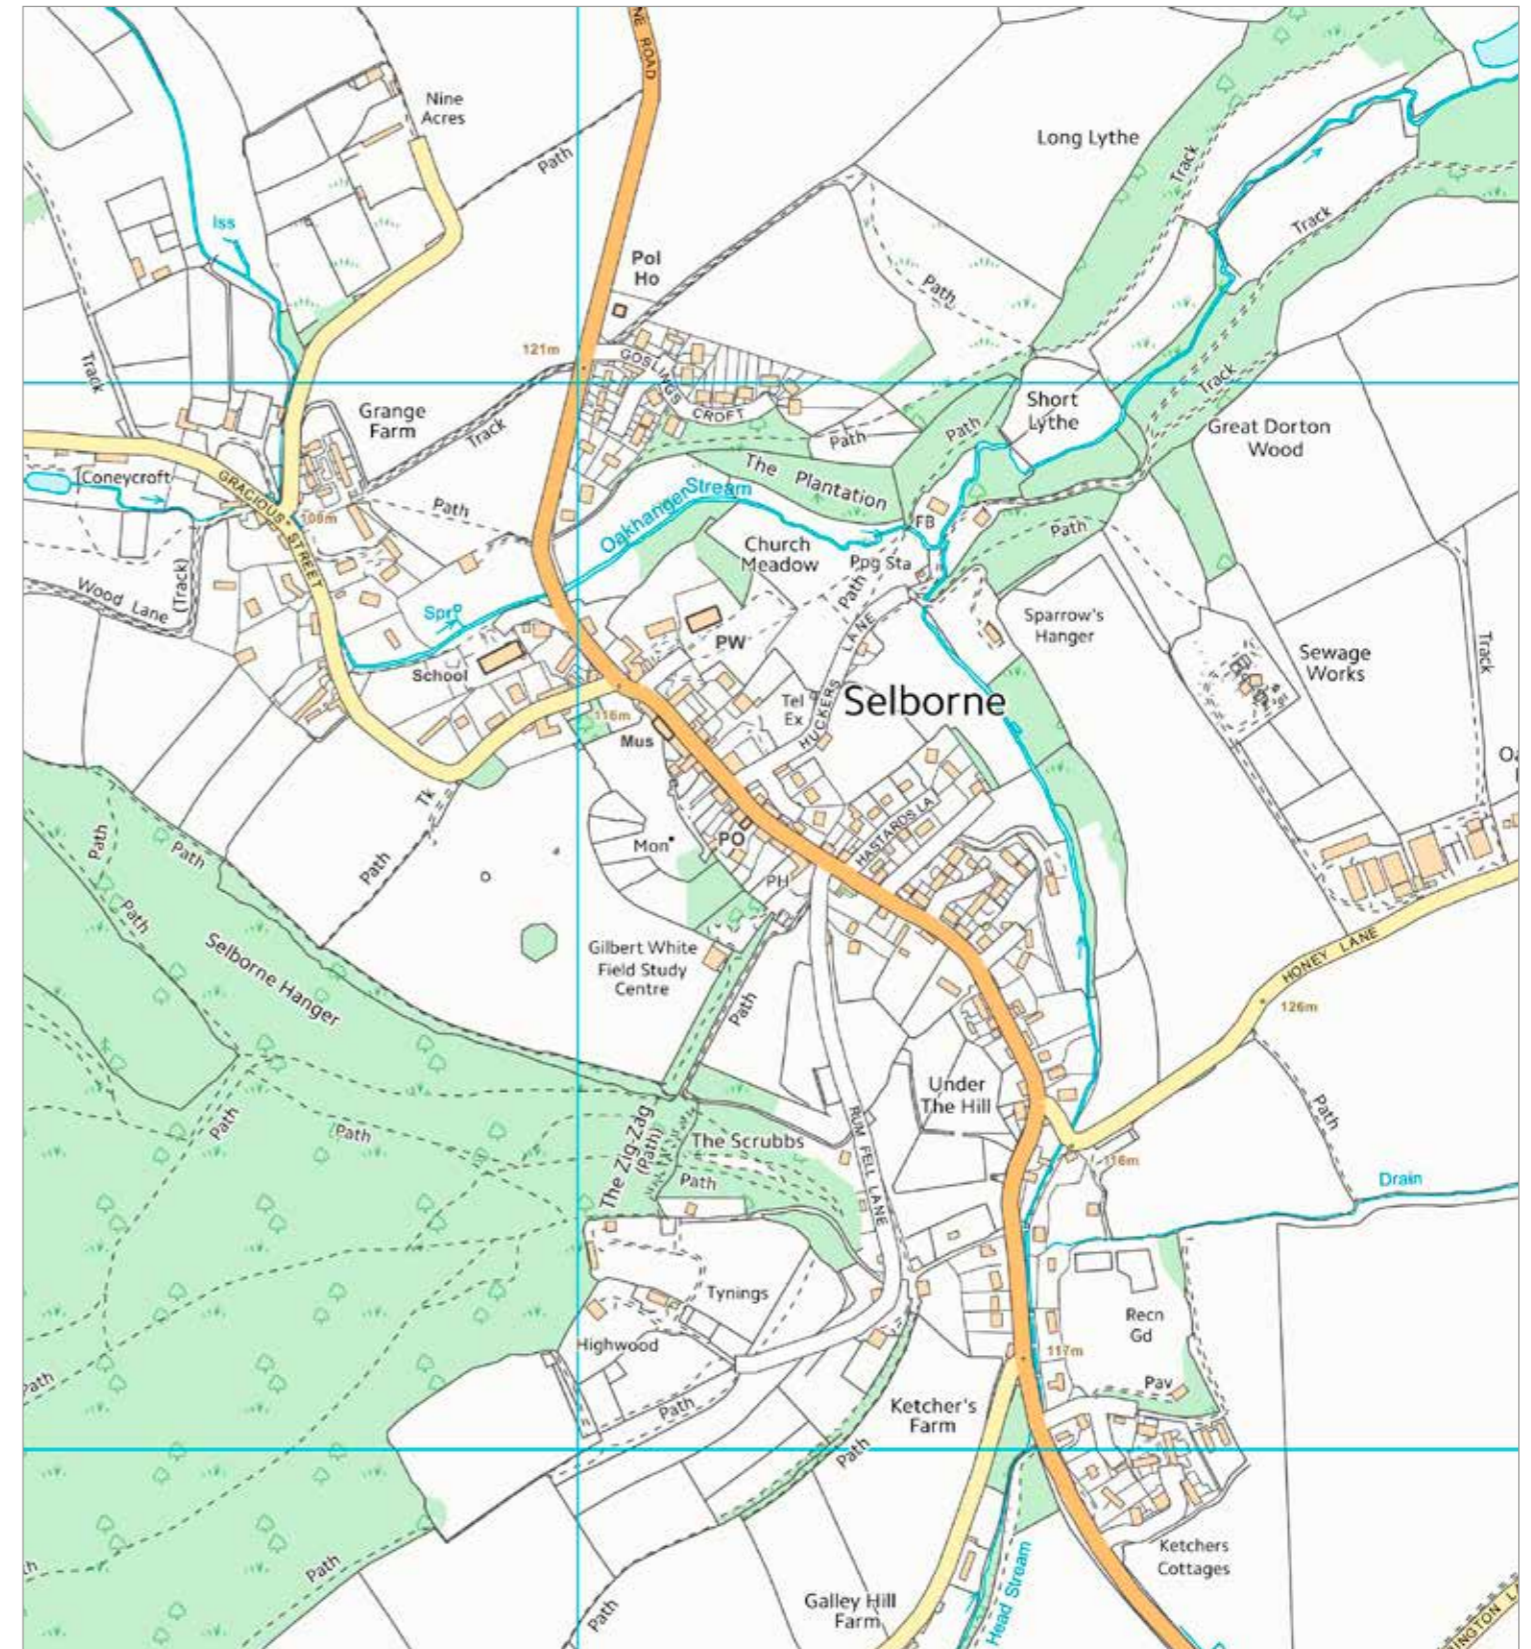 NE ROAD
Nine
Acres
Path
Long Lythe
Track
Iss
Track
Pol
Ho
Path
Track
121m
GOSLINGS
CROFT
Short
Lythe
Track
Grange
Farm
Track
Path
Path
Great Dorton
Wood
Coneycroft
GRACIOUS
STREET
108m
Path
The Plantation
Oakhanger Stream
FB
Path
Church
Meadow
Ppg Sta
Path
Wood Lane
(Track)
Spr
School
PW
LANE
HUCKERS
Sparrow's
Hanger
Sewage
Works
Track
Tel
Ex
Selborne
116m
Mus
Tk
Path
Path
Path
Path
Mon
PO
HASTARDS LA
PH
Selborne Hanger
Gilbert White
Field Study
Centre
Path
HONEY LANE
126m
Under
The Hill
Path
Path
Path
The Zig-Zag
(Path)
The Scrubbs
Path
RUM FELL LANE
116m
Drain
Tynings
Highwood
Recn
Gd
117m
Path
Path
Pav
Ketcher's
Farm
Path
Path
Path
Galley Hill
Farm
Head Stream
Ketchers
Cottages